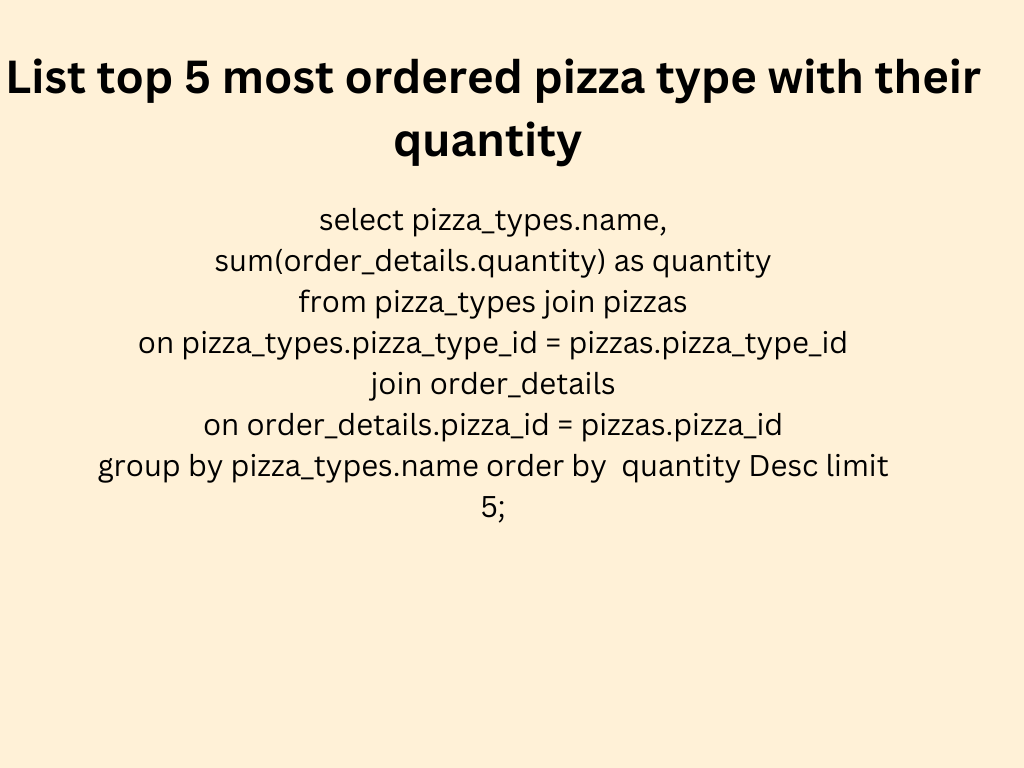 List top 5 most ordered pizza type with their
quantity
select pizza_types.name,
sum(order_details.quantity) as quantity
from pizza_types join pizzas
on pizza_types.pizza_type_id = pizzas.pizza_type_id
join order_details
on order_details.pizza_id = pizzas.pizza_id
group by pizza_types.name order by  quantity Desc limit
5;